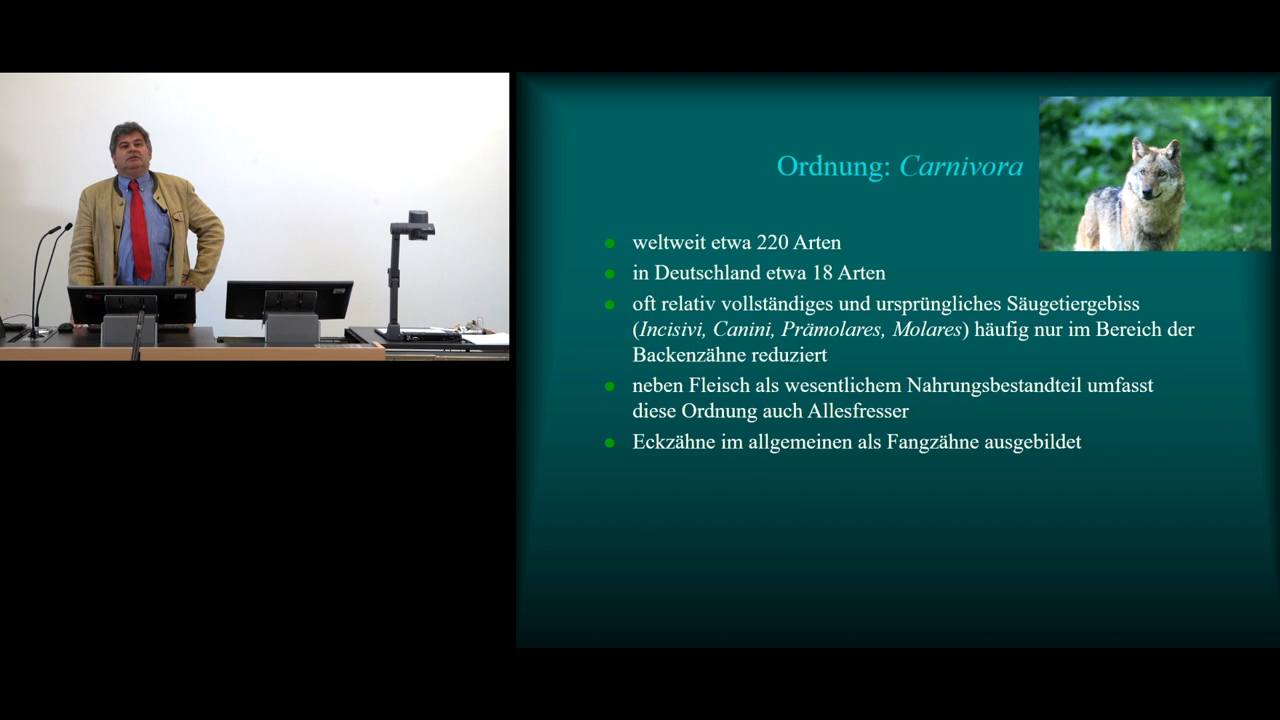 Ordnung: Carnivora
weltweit etwa 220 Arten
in Deutschland etwa 18 Arten
oft relativ vollständiges und ursprüngliches Säugetiergebiss
(Incisivi, Canini, Prämolares, Molares) häufig nur im Bereich der
Backenzähne reduziert
neben Fleisch als wesentlichem Nahrungsbestandteil umfasst
diese Ordnung auch Allesfresser
Eckzähne im allgemeinen als Fangzähne ausgebildet